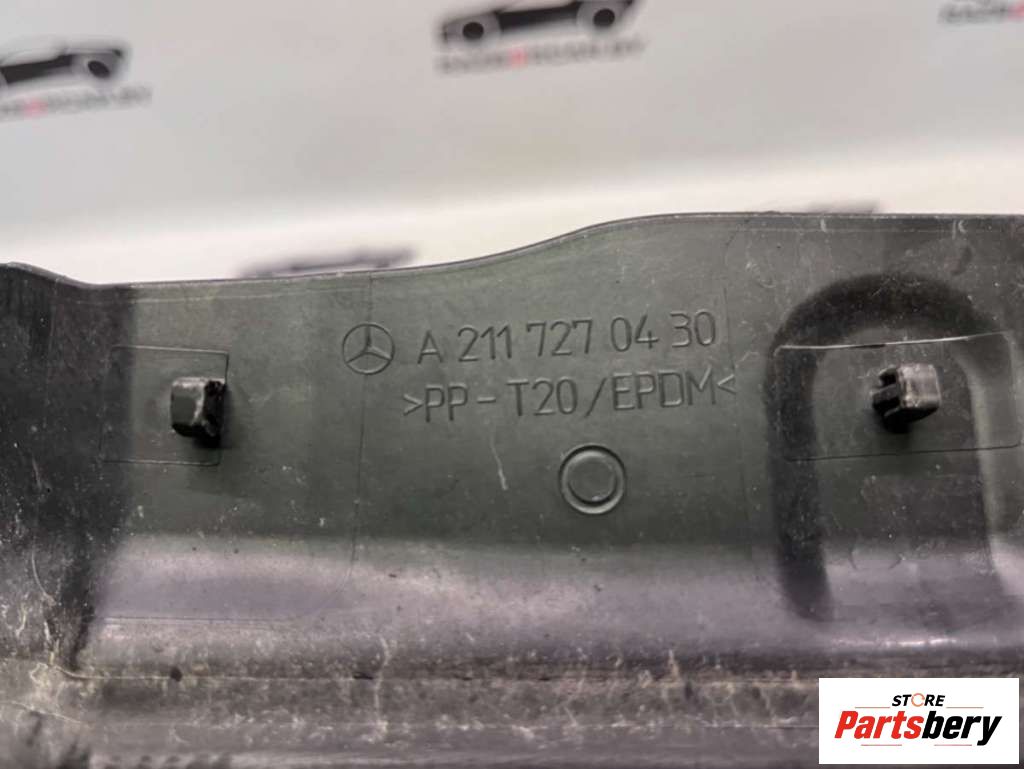 A 211 727 04 30
>PP-T20/EPDM<
STORE
Partsbery